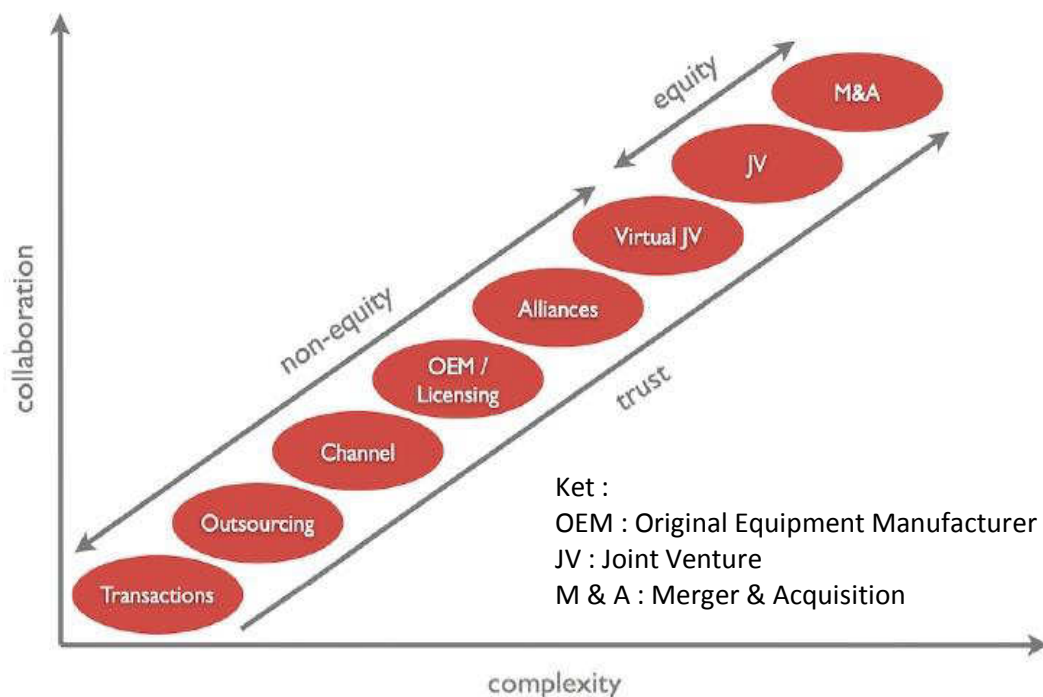 equity
M&A
JV
Virtual JV
non-equity
Alliances
collaboration
OEM /
Licensing
trust
Channel
Outsourcing
Transactions
Ket :
OEM : Original Equipment Manufacturer
JV : Joint Venture
M & A : Merger & Acquisition
complexity